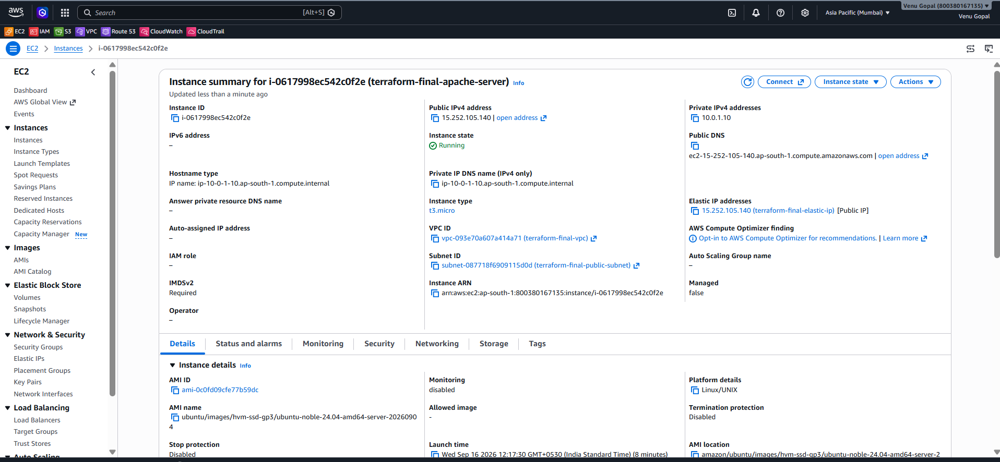 aws
Search [Alt+S]
Asia Pacific (Mumbai)
Venu Gopal (800380167135)
Venu Gopal
EC2 IAM S3 VPC Route 53 CloudWatch CloudTrail
EC2 Instances i-0617998ec542c0f2e
EC2
Dashboard
AWS Global View
Events
Instances
Instances
Instance Types
Launch Templates
Spot Requests
Savings Plans
Reserved Instances
Dedicated Hosts
Capacity Reservations
Capacity Manager New
Images
AMIs
AMI Catalog
Elastic Block Store
Volumes
Snapshots
Lifecycle Manager
Network & Security
Security Groups
Elastic IPs
Placement Groups
Key Pairs
Network Interfaces
Load Balancing
Load Balancers
Target Groups
Trust Stores
Auto Scaling
Instance summary for i-0617998ec542c0f2e (terraform-final-apache-server) Info
Connect Instance state Actions
Updated less than a minute ago
Instance ID
i-0617998ec542c0f2e
Public IPv4 address
15.252.105.140 | open address
Private IPv4 addresses
10.0.1.10
IPv6 address
–
Instance state
Running
Public DNS
ec2-15-252-105-140.ap-south-1.compute.amazonaws.com | open address
Hostname type
IP name: ip-10-0-1-10.ap-south-1.compute.internal
Private IP DNS name (IPv4 only)
ip-10-0-1-10.ap-south-1.compute.internal
Answer private resource DNS name
–
Instance type
t3.micro
Elastic IP addresses
15.252.105.140 (terraform-final-elastic-ip) [Public IP]
Auto-assigned IP address
–
VPC ID
vpc-093e70a607a414a71 (terraform-final-vpc)
AWS Compute Optimizer finding
Opt-in to AWS Compute Optimizer for recommendations. | Learn more
IAM role
–
Subnet ID
subnet-087718f6909115d0d (terraform-final-public-subnet)
Auto Scaling Group name
–
IMDSv2
Required
Instance ARN
arn:aws:ec2:ap-south-1:800380167135:instance/i-0617998ec542c0f2e
Managed
false
Operator
–
Details Status and alarms Monitoring Security Networking Storage Tags
Instance details Info
AMI ID
ami-0c0fd09cfe77b59dc
Monitoring
disabled
Platform details
Linux/UNIX
AMI name
ubuntu/images/hvm-ssd-gp3/ubuntu-noble-24.04-amd64-server-2026090
4
Allowed image
-
Termination protection
Disabled
Stop protection
Disabled
Launch time
Wed Sep 16 2026 12:17:30 GMT+0530 (India Standard Time) (8 minutes)
AMI location
amazon/ubuntu/images/hvm-ssd-gp3/ubuntu-noble-24.04-amd64-server-2